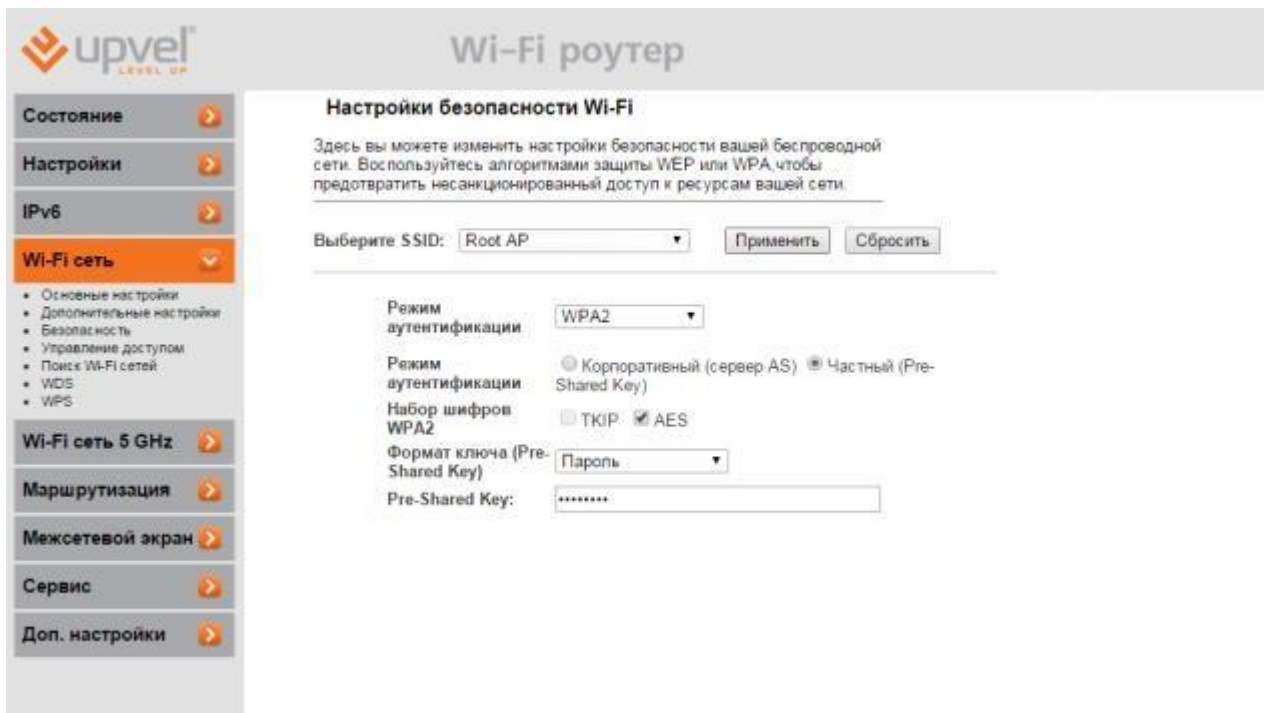 upvel
LEVEL UP
Wi-Fi роутер
Состояние
Настройки
IPv6
Wi-Fi сеть
Основные настройки
Дополнительные настройки
Безопасность
Управление доступом
Поиск Wi-Fi сетей
WDS
WPS
Wi-Fi сеть 5 GHz
Маршрутизация
Межсетевой экран
Сервис
Доп. настройки
Настройки безопасности Wi-Fi
Здесь вы можете изменить настройки безопасности вашей беспроводной
сети. Воспользуйтесь алгоритмами защиты WEP или WPA,чтобы
предотвратить несанкционированный доступ к ресурсам вашей сети.
Выберите SSID: Root AP Применить Сбросить
Режим
аутентификации WPA2
Режим
аутентификации Корпоративный (сервер AS) Частный (Pre-
Shared Key)
Набор шифров
WPA2 TKIP AES
Формат ключа (Pre-
Shared Key) Пароль
Pre-Shared Key: ••••••••